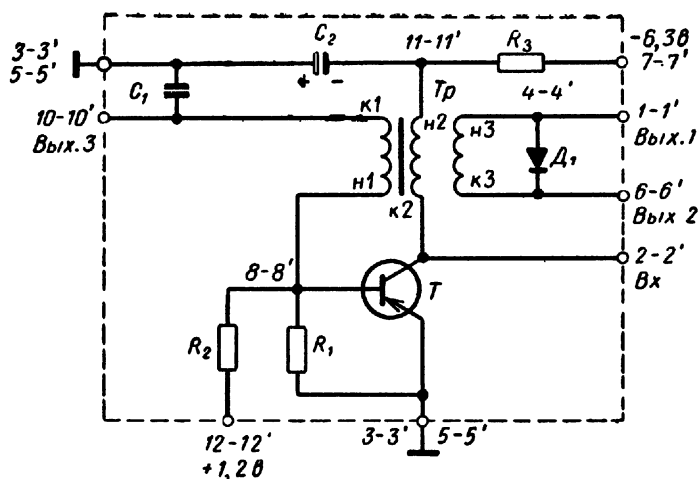 3-3'
5-5'
C₂
+ -
11-11'
R₃
-6,3в
7-7'
C₁
Тр
4-4'
10-10'
Вых.3
к1
н2
н3
1-1'
Вых.1
Д₁
н1
к2
к3
6-6'
Вых 2
8-8'
Т
2-2'
Вх
R₂
R₁
12-12'
+1,2в
3-3'
5-5'